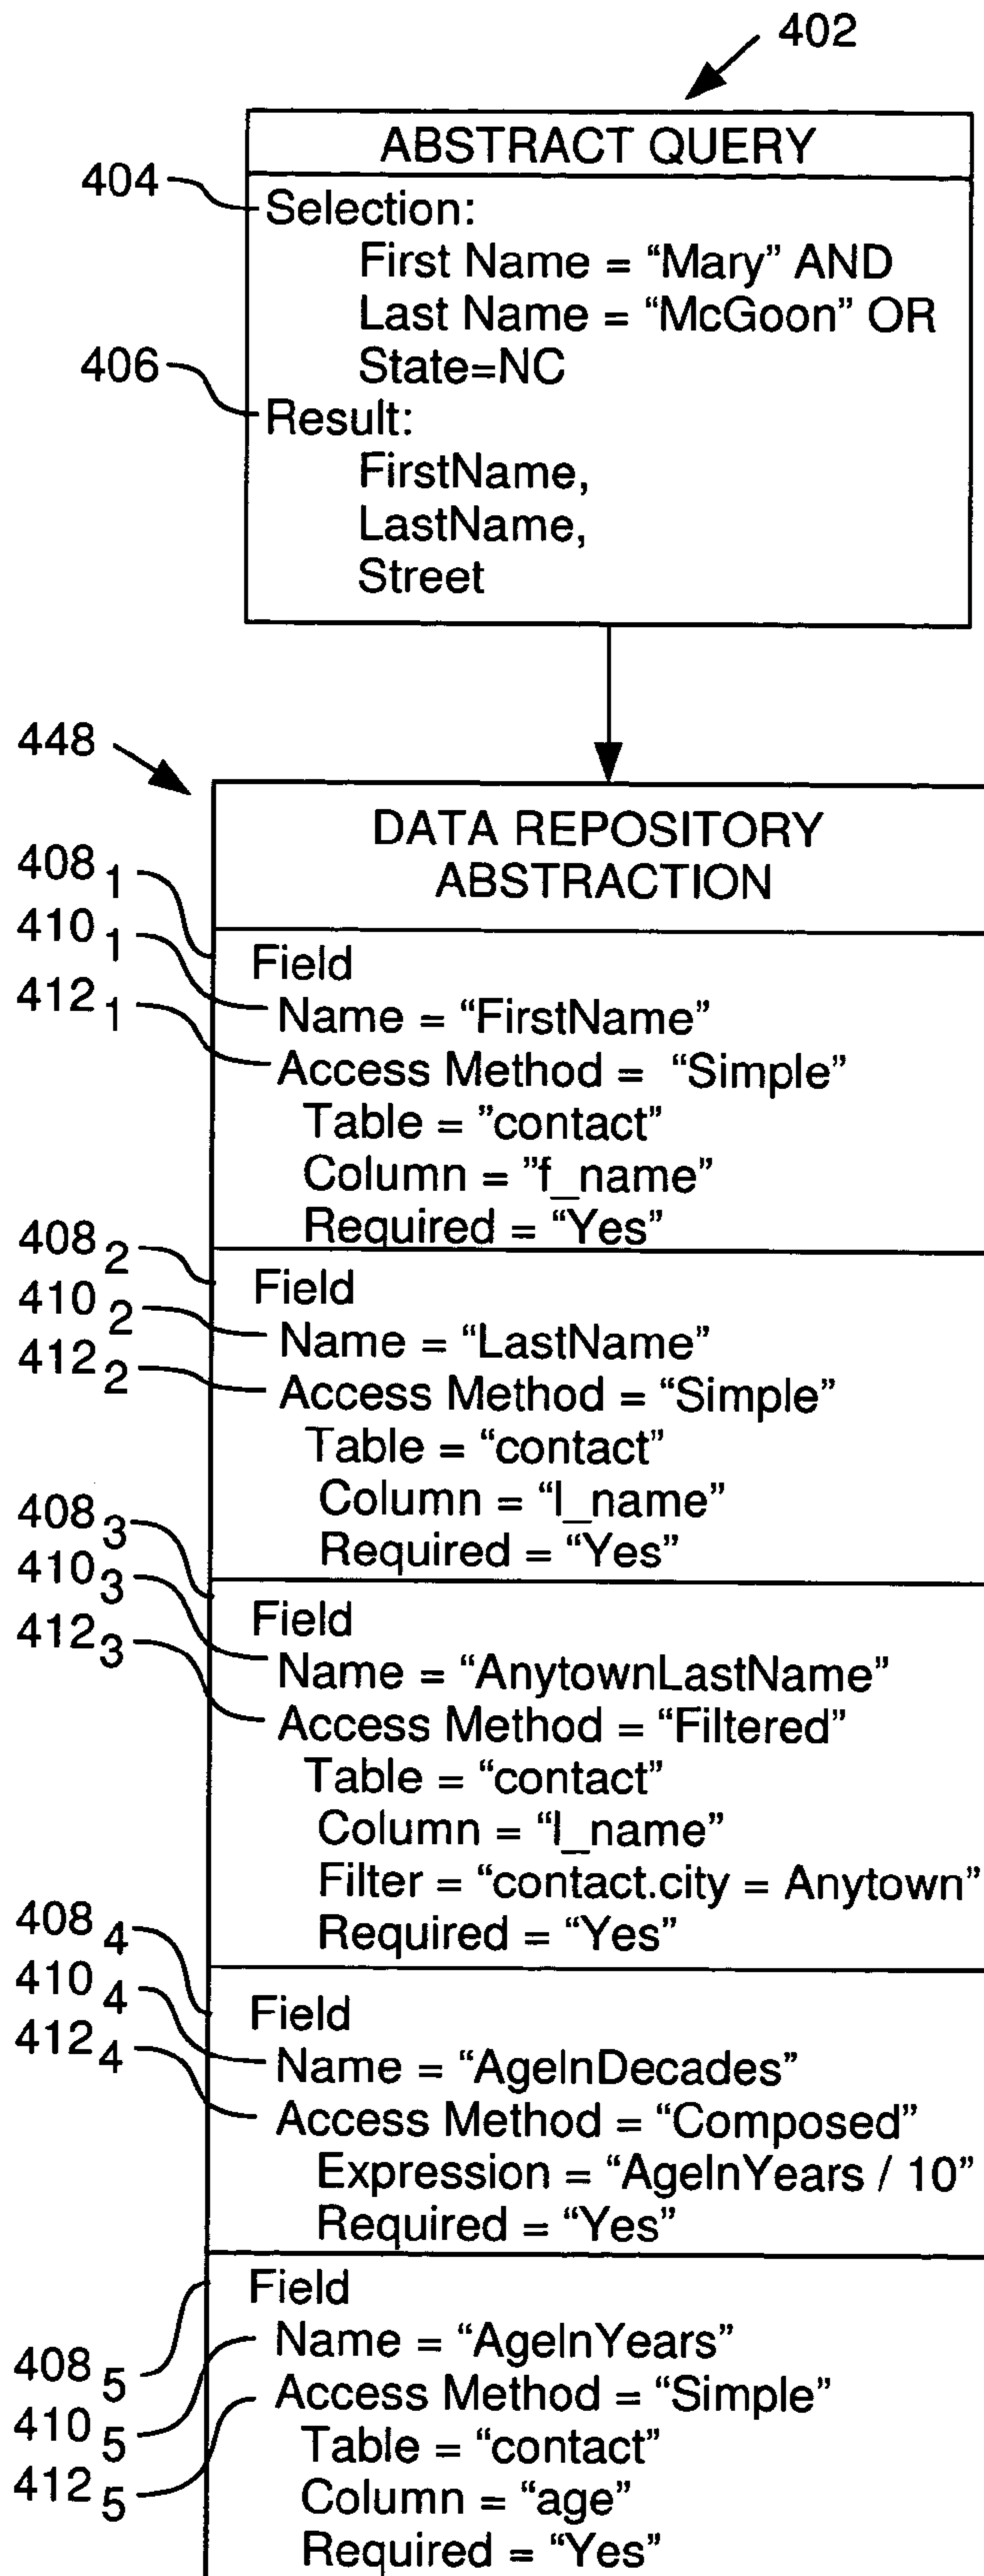 402
ABSTRACT QUERY
404
Selection:
First Name = “Mary” AND
Last Name = “McGoon” OR
State=NC
406
Result:
FirstName,
LastName,
Street
448
DATA REPOSITORY
ABSTRACTION
408 1
Field
410 1
Name = “FirstName”
412 1
Access Method = “Simple”
Table = ”contact”
Column = ”f_name”
Required = “Yes”
408 2
Field
410 2
Name = “LastName”
412 2
Access Method = “Simple”
Table = “contact”
Column = “l_name”
Required = “Yes”
408 3
Field
410 3
Name = “AnytownLastName”
412 3
Access Method = “Filtered”
Table = “contact”
Column = “l_name”
Filter = “contact.city = Anytown”
Required = “Yes”
408 4
Field
410 4
Name = “AgeInDecades”
412 4
Access Method = “Composed”
Expression = “AgeInYears / 10”
Required = “Yes”
408 5
Field
410 5
Name = “AgeInYears”
412 5
Access Method = “Simple”
Table = “contact”
Column = “age”
Required = “Yes”